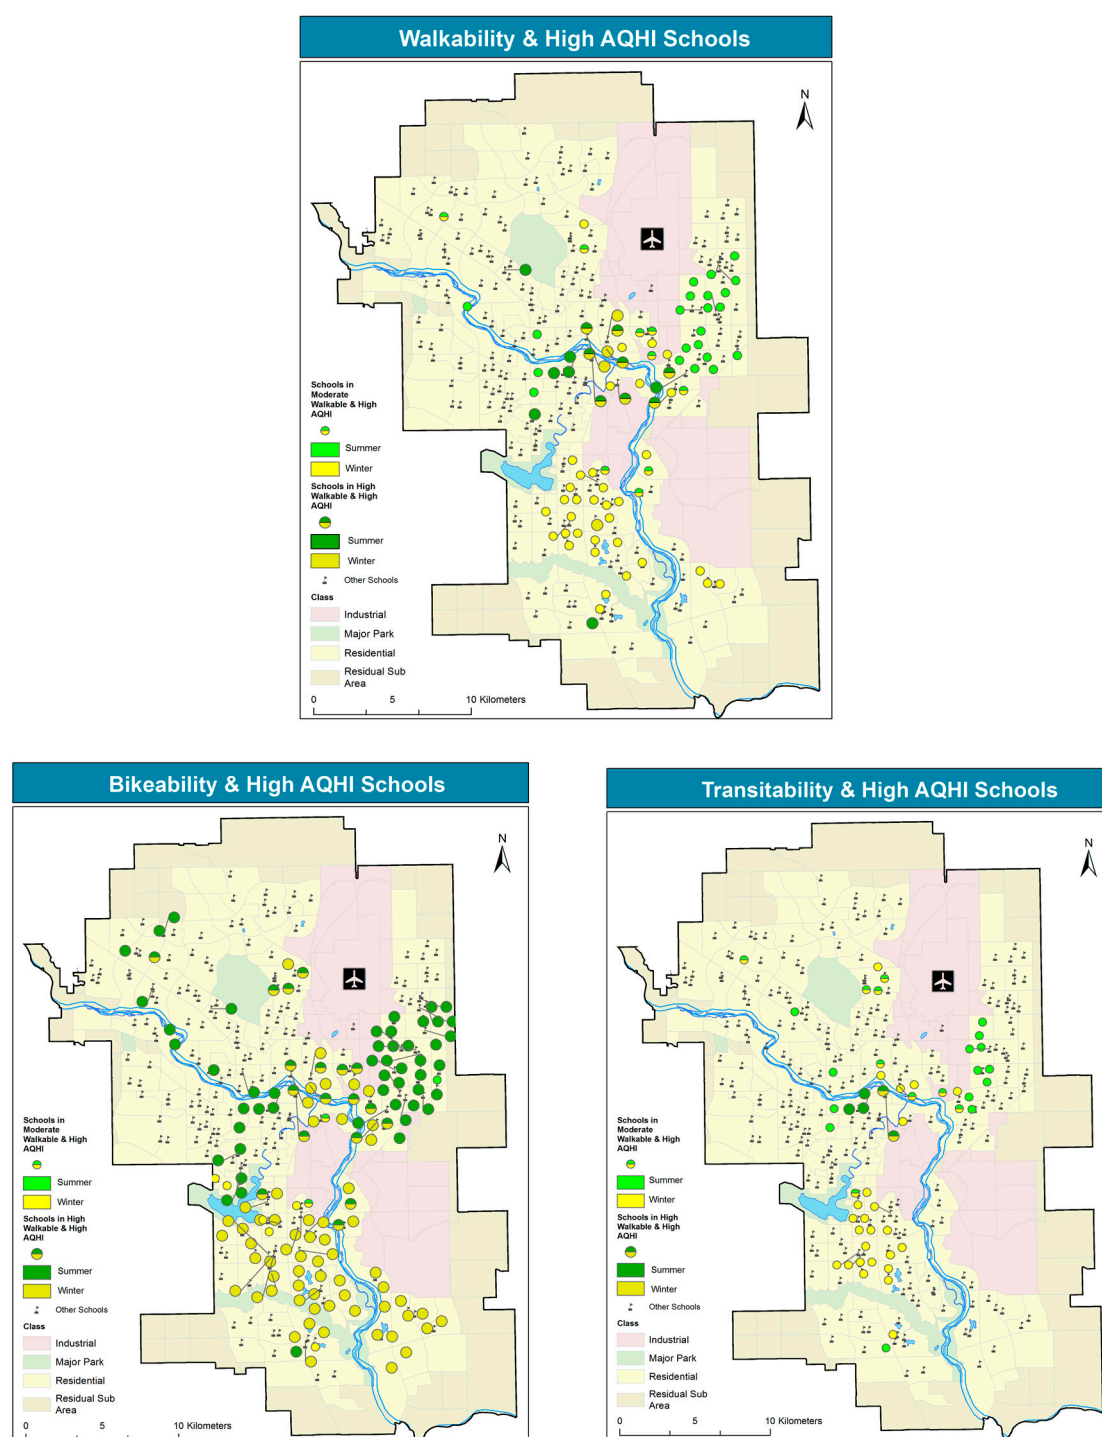 Walkability & High AQHI Schools
N
Schools in
Moderate
Walkable & High
AQHI
Summer
Winter
Schools in High
Walkable & High
AQHI
Summer
Winter
Other Schools
Class
Industrial
Major Park
Residential
Residual Sub
Area
0 5 10 Kilometers
Bikeability & High AQHI Schools
N
Schools in
Moderate
Walkable & High
AQHI
Summer
Winter
Schools in High
Walkable & High
AQHI
Summer
Winter
Other Schools
Class
Industrial
Major Park
Residential
Residual Sub
Area
0 5 10 Kilometers
Transitability & High AQHI Schools
N
Schools in
Moderate
Walkable & High
AQHI
Summer
Winter
Schools in High
Walkable & High
AQHI
Summer
Winter
Other Schools
Class
Industrial
Major Park
Residential
Residual Sub
Area
0 5 10 Kilometers